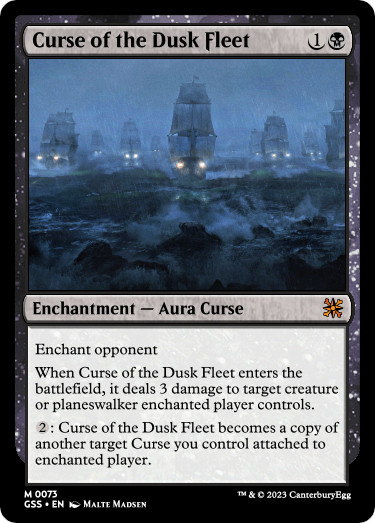 Curse of the Dusk Fleet 1
Enchantment — Aura Curse
Enchant opponent
When Curse of the Dusk Fleet enters the
battlefield, it deals 3 damage to target creature
or planeswalker enchanted player controls.
2 : Curse of the Dusk Fleet becomes a copy of
another target Curse you control attached to
enchanted player.
M 0073
GSS • EN Malte Madsen
™ & © 2023 CanterburyEgg